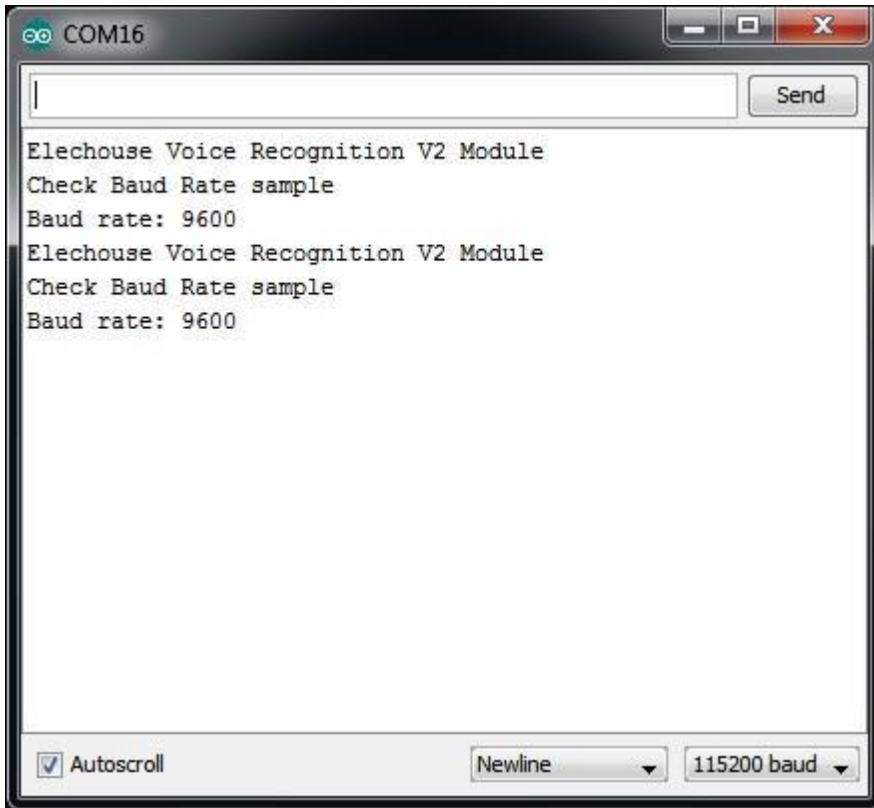 COM16
Send
Elechouse Voice Recognition V2 Module
Check Baud Rate sample
Baud rate: 9600
Elechouse Voice Recognition V2 Module
Check Baud Rate sample
Baud rate: 9600
Autoscroll Newline 115200 baud